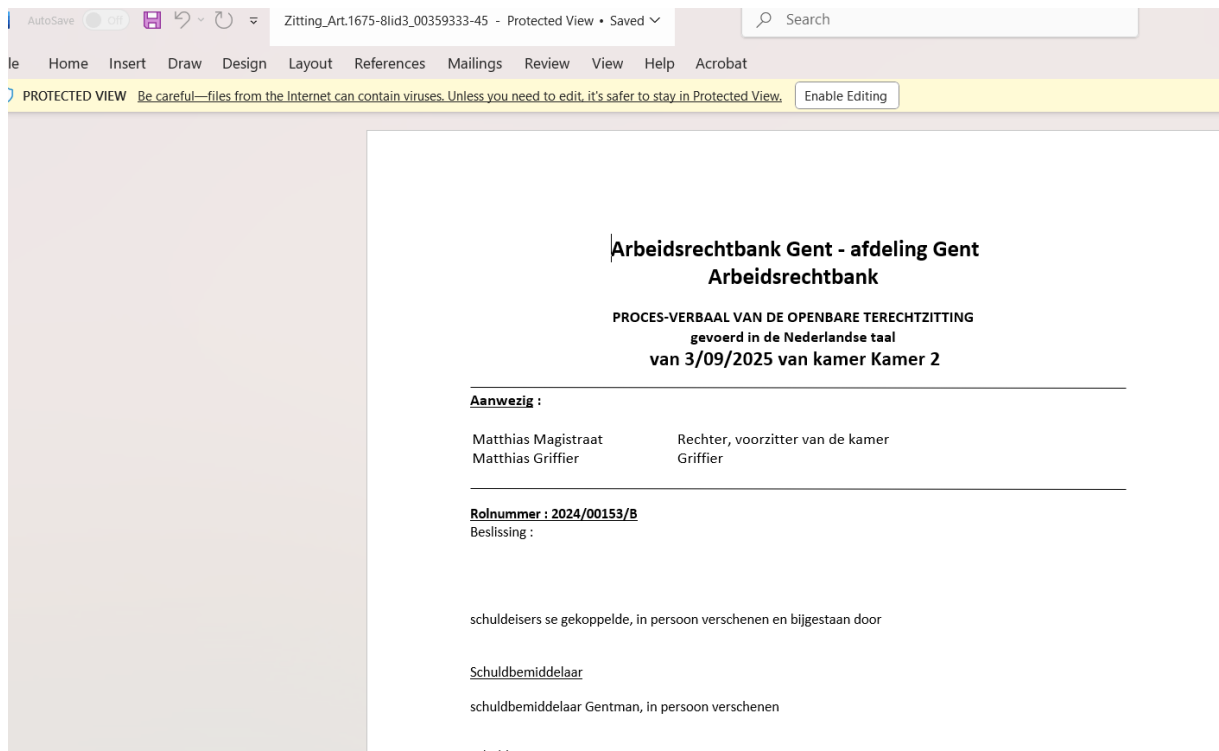 AutoSave Off Zitting_Art.1675-8lid3_00359333-45 - Protected View • Saved Search
le Home Insert Draw Design Layout References Mailings Review View Help Acrobat
PROTECTED VIEW Be careful—files from the Internet can contain viruses. Unless you need to edit, it's safer to stay in Protected View. Enable Editing
Arbeidsrechtbank Gent - afdeling Gent
Arbeidsrechtbank
PROCES-VERBAAL VAN DE OPENBARE TERECHTZITTING
gevoerd in de Nederlandse taal
van 3/09/2025 van kamer Kamer 2
Aanwezig :
Matthias Magistraat Rechter, voorzitter van de kamer
Matthias Griffier Griffier
Rolnummer : 2024/00153/B
Beslissing :
schuldeisers se gekoppelde, in persoon verschenen en bijgestaan door
Schuldbemiddelaar
schuldbemiddelaar Gentman, in persoon verschenen